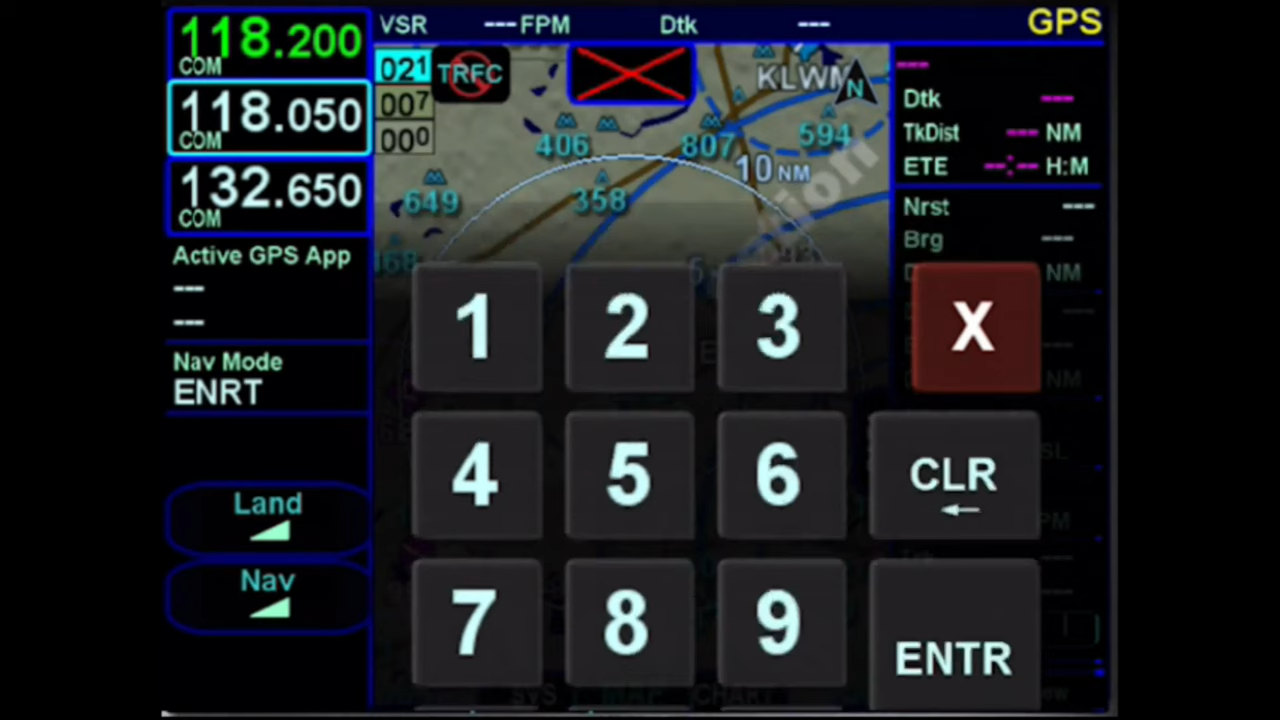 118.200
COM
118.050
COM
132.650
COM
Active GPS App
---
---
Nav Mode
ENRT
Land
Nav
VSR --- FPM Dtk --- GPS
021
007
000
TRFC
KLWM
N
406
807
594
10 NM
649
358
---
Dtk ---
TkDist --- NM
ETE --:-- H:M
Nrst ---
Brg ---
NM
1 2 3 X
4 5 6 CLR
7 8 9 ENTR